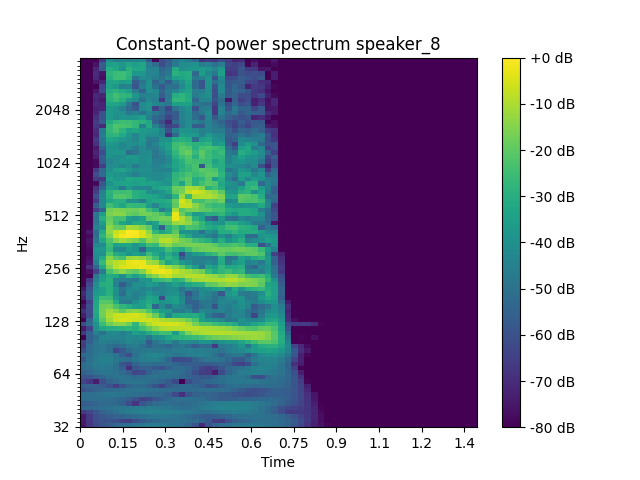 Constant-Q power spectrum speaker_8
+0 dB
2048
-10 dB
1024
-20 dB
512
-30 dB
Hz
-40 dB
256
-50 dB
128
-60 dB
64
-70 dB
32
-80 dB
0 0.15 0.3 0.45 0.6 0.75 0.9 1.1 1.2 1.4
Time